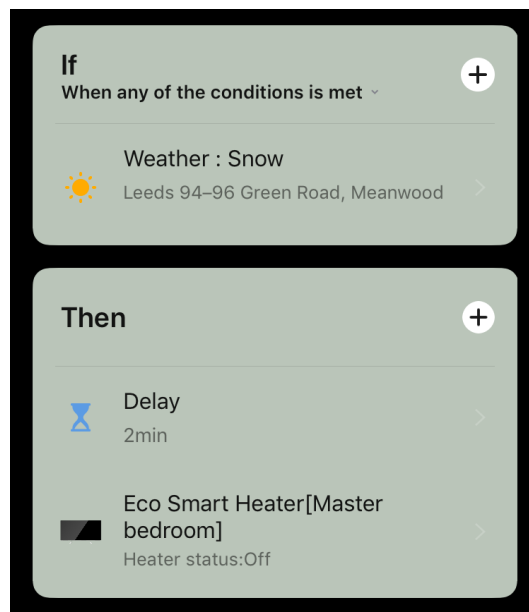 If
When any of the conditions is met
Weather : Snow
Leeds 94–96 Green Road, Meanwood
Then
Delay
2min
Eco Smart Heater[Master
bedroom]
Heater status:Off